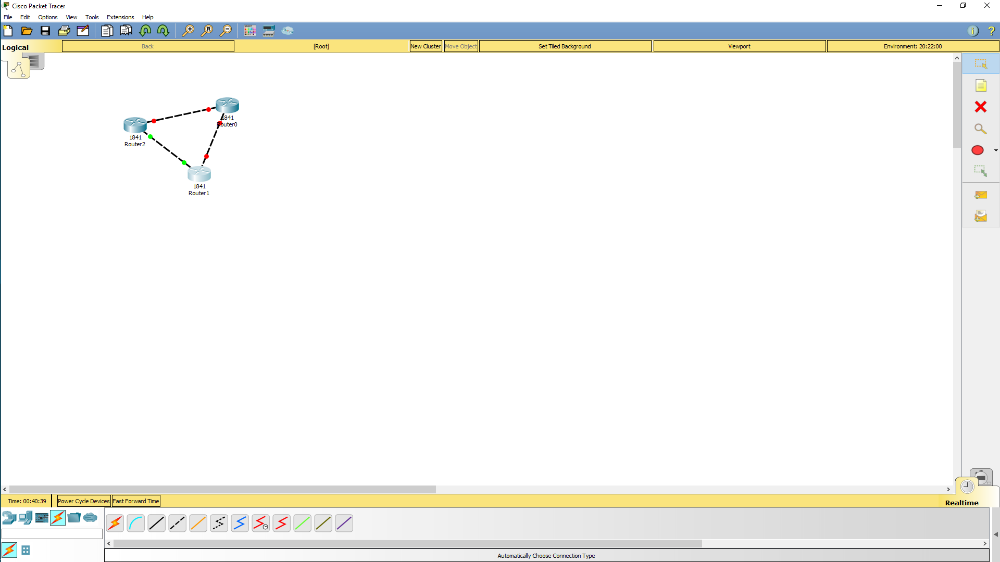 Cisco Packet Tracer
File Edit Options View Tools Extensions Help
Logical Back [Root] New Cluster Move Object Set Tiled Background Viewport Environment: 20:22:00
1841
Router0
1841
Router2
1841
Router1
Time: 00:40:39 Power Cycle Devices Fast Forward Time
Realtime
Automatically Choose Connection Type